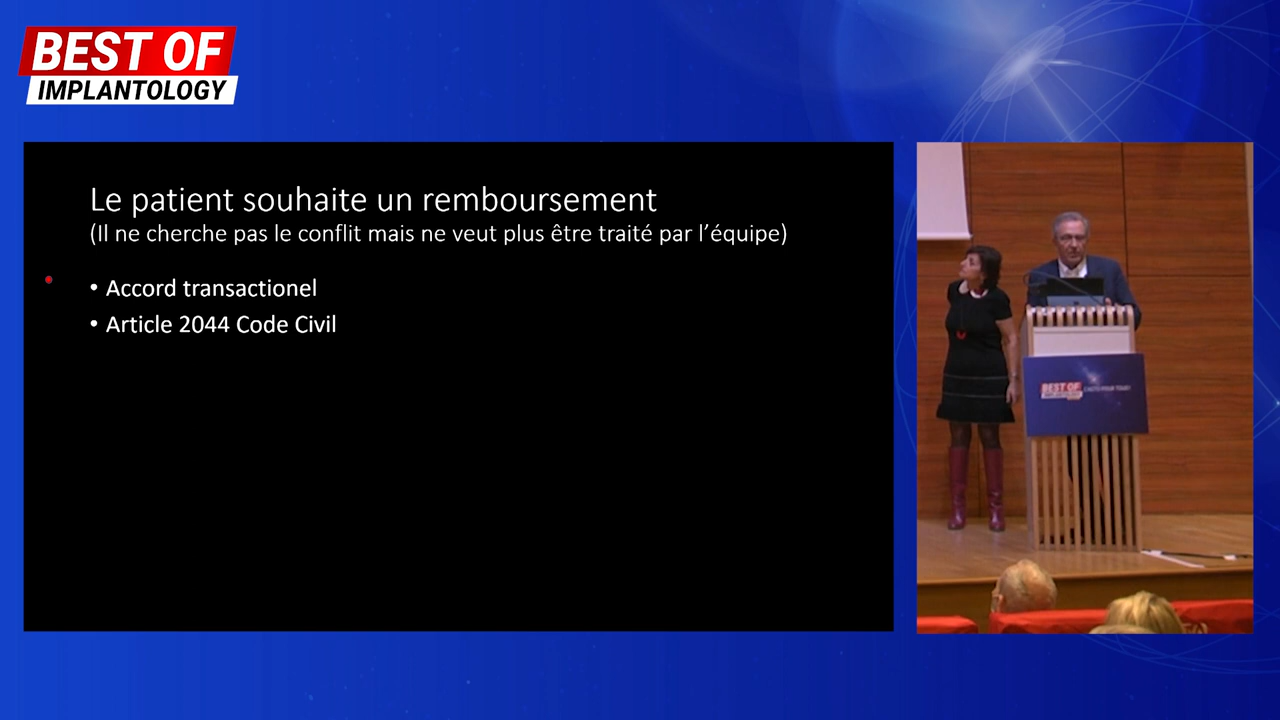 BEST OF
IMPLANTOLOGY
Le patient souhaite un remboursement
(Il ne cherche pas le conflit mais ne veut plus être traité par l’équipe)
• Accord transactionel
• Article 2044 Code Civil
BEST OF